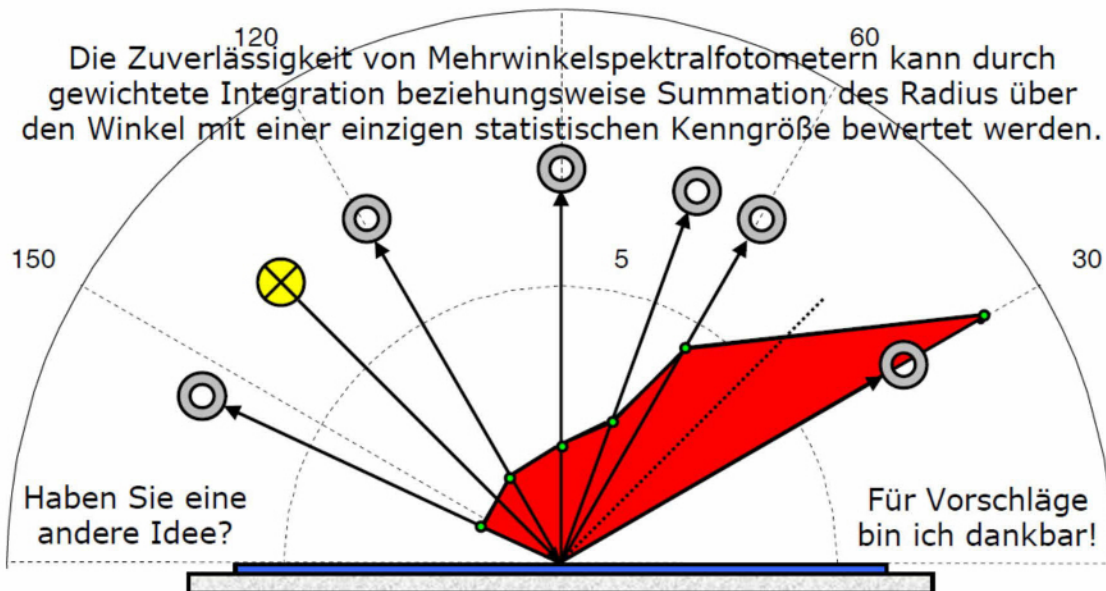 120
60
Die Zuverlässigkeit von Mehrwinkelspektralfotometern kann durch
gewichtete Integration beziehungsweise Summation des Radius über
den Winkel mit einer einzigen statistischen Kenngröße bewertet werden.
150
5
30
Haben Sie eine
andere Idee?
Für Vorschläge
bin ich dankbar!